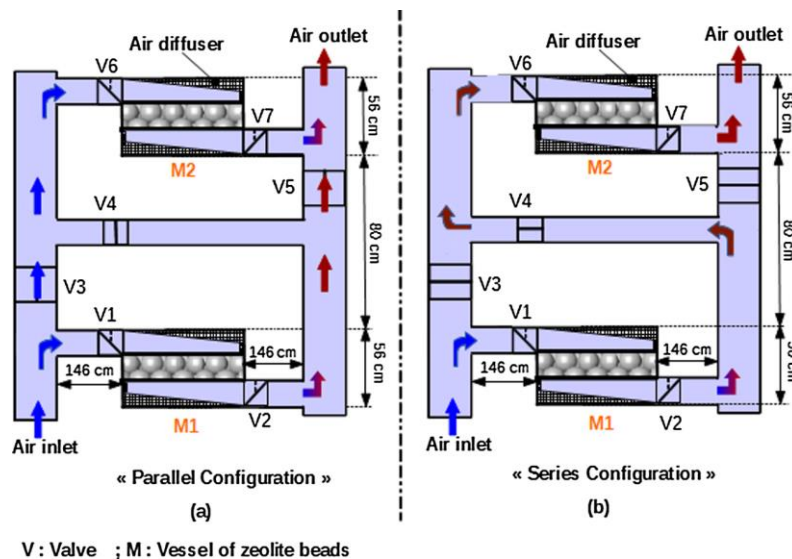 Air outlet
Air diffuser
V6
V7
56 cm
M2
V5
V4
80 cm
V3
V1
146 cm
146 cm
56 cm
V2
M1
Air inlet
« Parallel Configuration »
(a)
Air outlet
Air diffuser
V6
V7
56 cm
M2
V5
V4
80 cm
V3
V1
146 cm
146 cm
56 cm
V2
M1
Air inlet
« Series Configuration »
(b)
V : Valve ; M : Vessel of zeolite beads